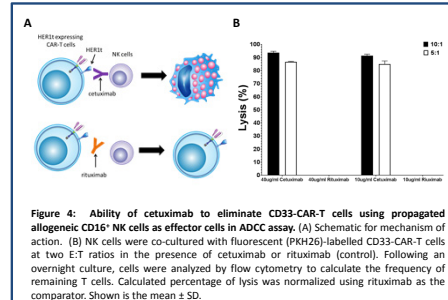 A
B
HER1t expressing
CAR-T cells
HER1t
NK cells
cetuximab
rituximab
10:1
5:1
Lysis (%)
100
90
80
70
60
50
40
30
20
10
0
40ug/ml Cetuximab 40ug/ml Rituximab 10ug/ml Cetuximab 10ug/ml Rituximab
Figure 4: Ability of cetuximab to eliminate CD33-CAR-T cells using propagated
allogeneic CD16⁺ NK cells as effector cells in ADCC assay. (A) Schematic for mechanism of
action. (B) NK cells were co-cultured with fluorescent (PKH26)-labelled CD33-CAR-T cells
at two E:T ratios in the presence of cetuximab or rituximab (control). Following an
overnight culture, cells were analyzed by flow cytometry to calculate the frequency of
remaining T cells. Calculated percentage of lysis was normalized using rituximab as the
comparator. Shown is the mean ± SD.